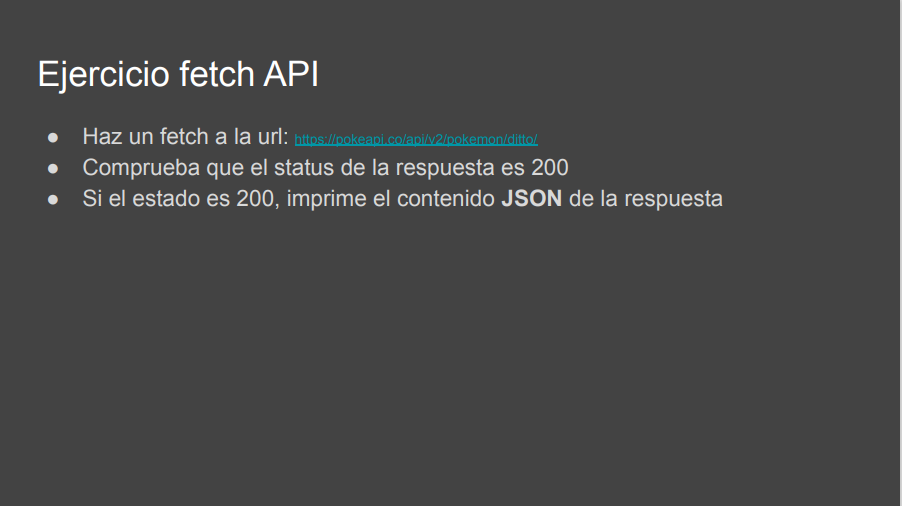 Ejercicio fetch API
● Haz un fetch a la url: https://pokeapi.co/api/v2/pokemon/ditto/
● Comprueba que el status de la respuesta es 200
● Si el estado es 200, imprime el contenido JSON de la respuesta